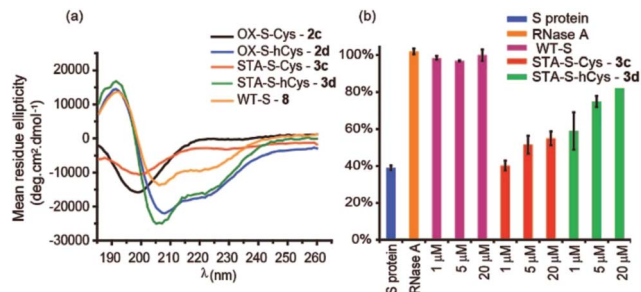 (a)
OX-S-Cys - 2c
OX-S-hCys - 2d
STA-S-Cys - 3c
STA-S-hCys - 3d
WT-S - 8
Mean residue ellipticity
(deg.cm².dmol-¹)
20000
15000
10000
5000
0
-5000
-10000
-20000
-30000
190 200 210 220 230 240 250 260
λ(nm)
(b)
S protein
RNase A
WT-S
STA-S-Cys - 3c
STA-S-hCys - 3d
100%
80%
60%
40%
20%
0%
S protein
RNase A
1 μM
5 μM
20 μM
1 μM
5 μM
20 μM
1 μM
5 μM
20 μM